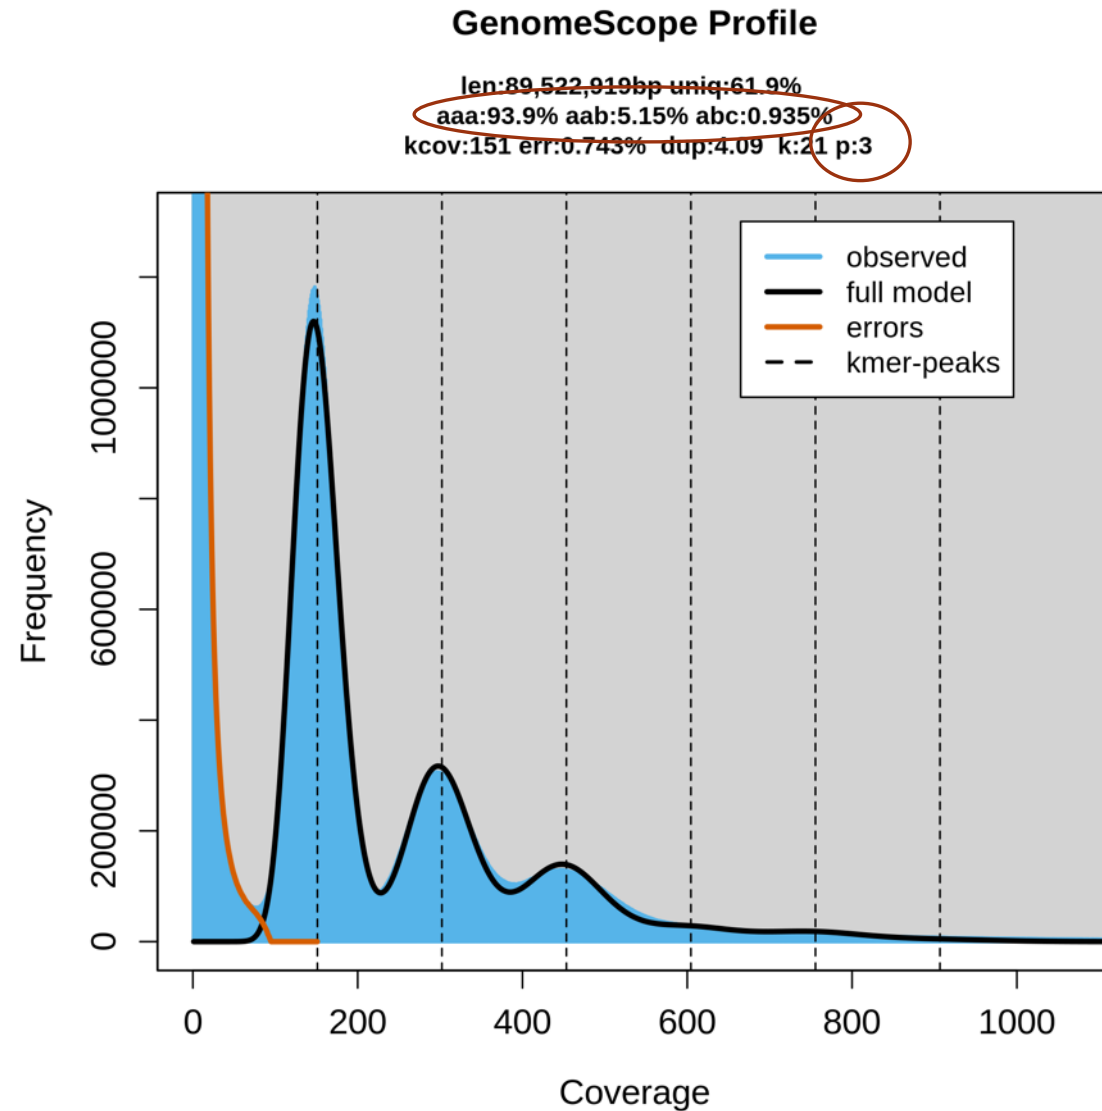 GenomeScope Profile
len:89,522,919bp uniq:61.9%
aaa:93.9% aab:5.15% abc:0.935%
kcov:151 err:0.743% dup:4.09 k:21 p:3
observed
full model
errors
kmer-peaks
Frequency
1000000
600000
200000
0
0 200 400 600 800 1000
Coverage